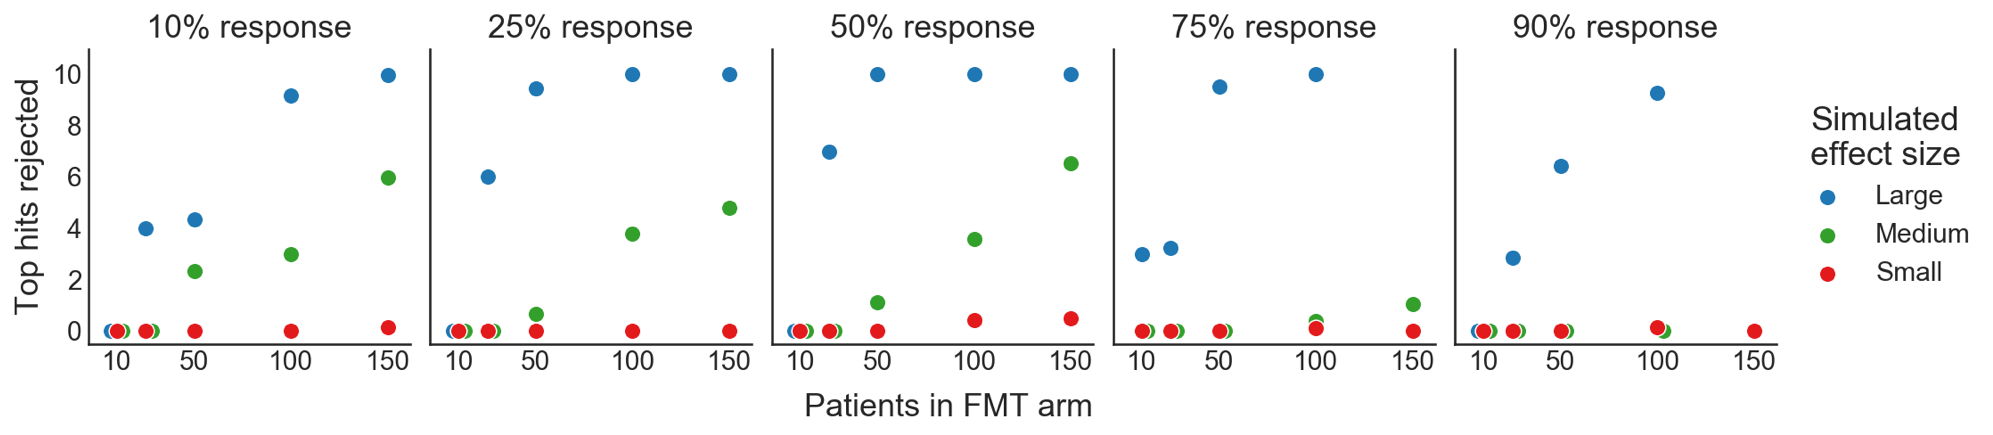 10% response
25% response
50% response
75% response
90% response
Top hits rejected
10
8
6
4
2
0
10 50 100 150
10 50 100 150
10 50 100 150
10 50 100 150
10 50 100 150
Patients in FMT arm
Simulated
effect size
Large
Medium
Small